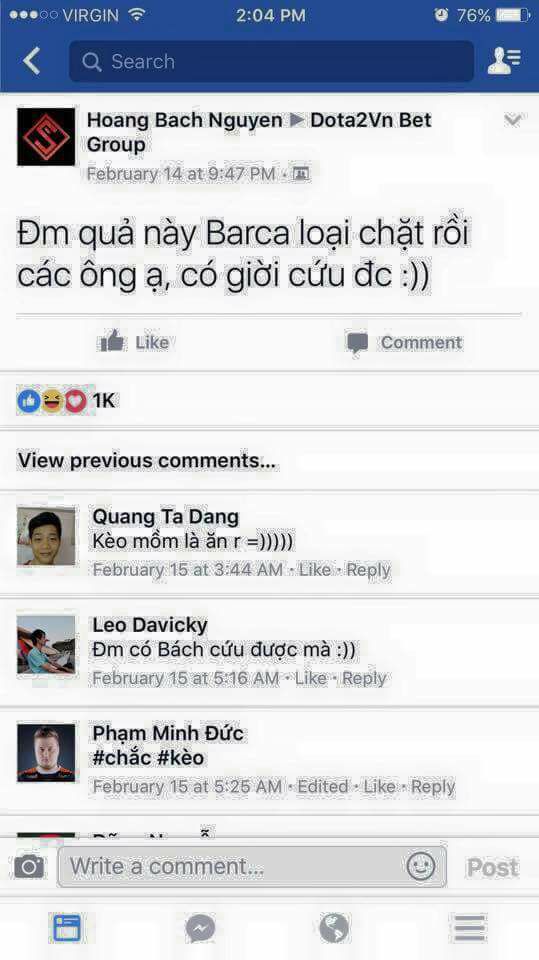 VIRGIN 2:04 PM 76%
Search
Hoang Bach Nguyen ▶ Dota2Vn Bet
Group
February 14 at 9:47 PM ·
Đm quả này Barca loại chặt rồi
các ông ạ, có giời cứu đc :))
Like Comment
1K
View previous comments...
Quang Ta Dang
Kèo mồm là ăn r =)))))
February 15 at 3:44 AM · Like · Reply
Leo Davicky
Đm có Bách cứu được mà :))
February 15 at 5:16 AM · Like · Reply
Phạm Minh Đức
#chắc #kèo
February 15 at 5:25 AM · Edited · Like · Reply
Write a comment... Post